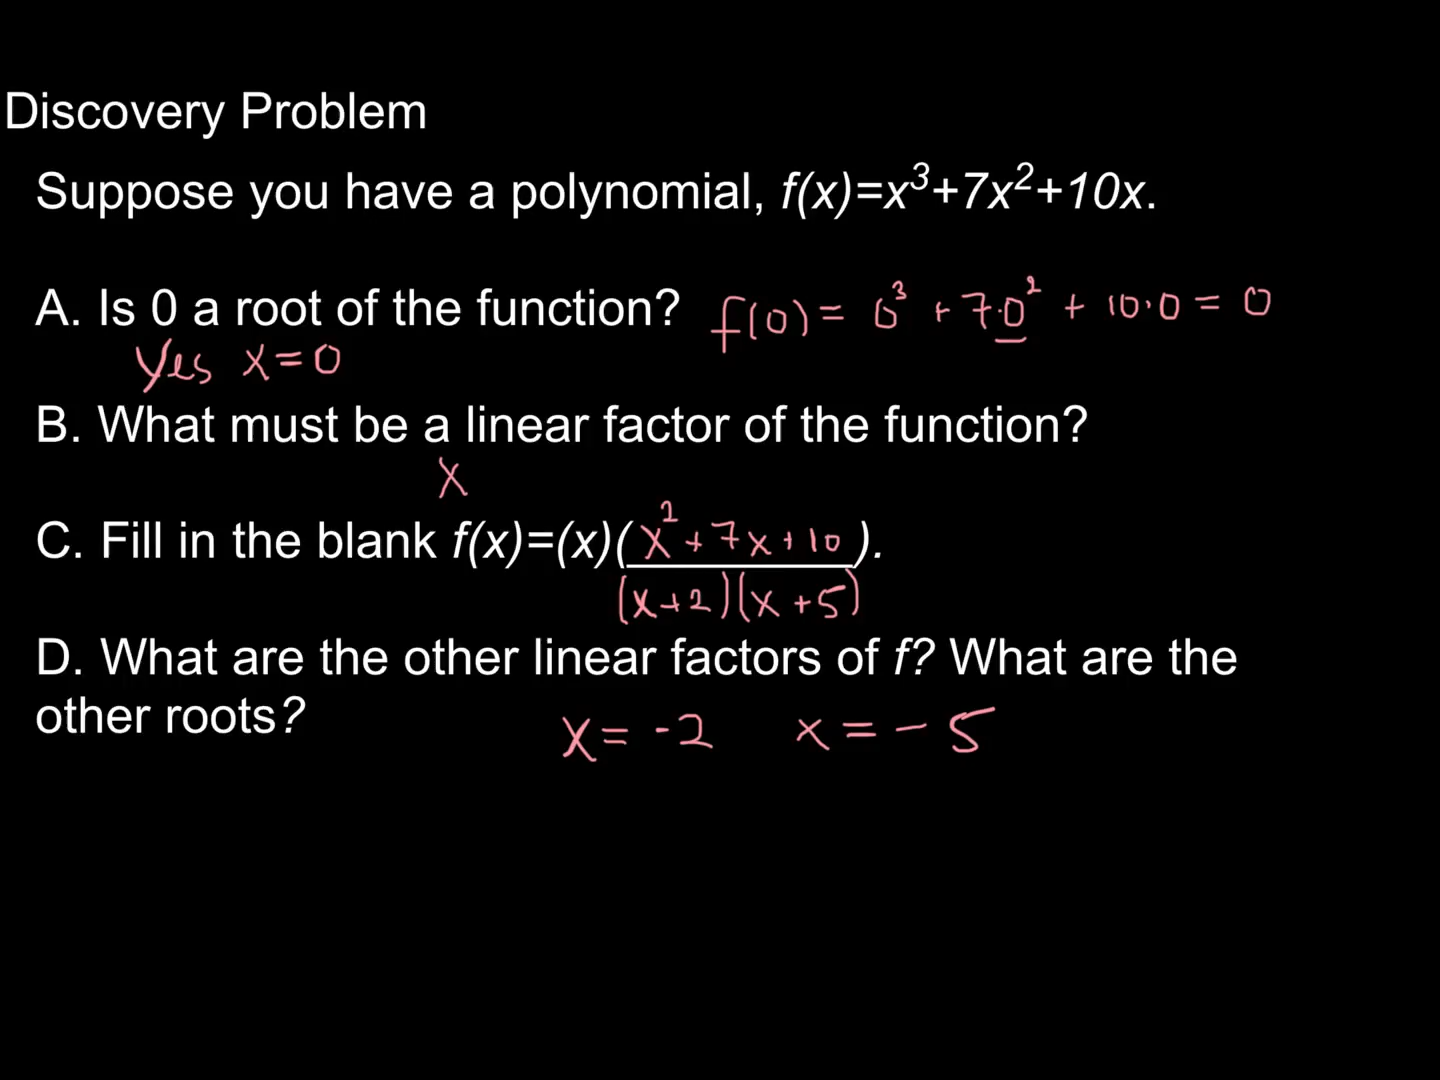 Discovery Problem
Suppose you have a polynomial, f(x)=x³+7x²+10x.
A. Is 0 a root of the function? f(0) = 0³ + 7·0² + 10·0 = 0
Yes x=0
B. What must be a linear factor of the function?
x
C. Fill in the blank f(x)=(x)(x²+7x+10).
(x+2)(x+5)
D. What are the other linear factors of f? What are the
other roots?
x = -2 x = -5